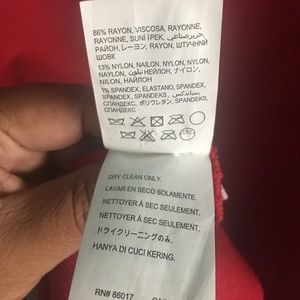 86% RAYON, VISCOSA, RAYONNE,
RAYONNE, SUNİ İPEK, حرير صناعي,
РАЙОН, レーヨン, RAYON, ШТУЧНИЙ
ШОВК
13% NYLON, NAILON, NYLON, NYLON,
NAYLON, نيلون, НЕЙЛОН, ナイロン,
NILON, НАЙЛОН
1% SPANDEX, ELASTANO, SPANDEX,
SPANDEX, SPANDEKS, سباندكس,
СПАНДЕКС, ポリウレタン, SPANDEX,
СПАНДЕКС
DRY CLEAN ONLY.
LAVAR EN SECO SOLAMENTE.
NETTOYER À SEC SEULEMENT.
NETTOYER À SEC SEULEMENT.
ドライクリーニングのみ.
HANYA DI CUCI KERING.
RN# 86017